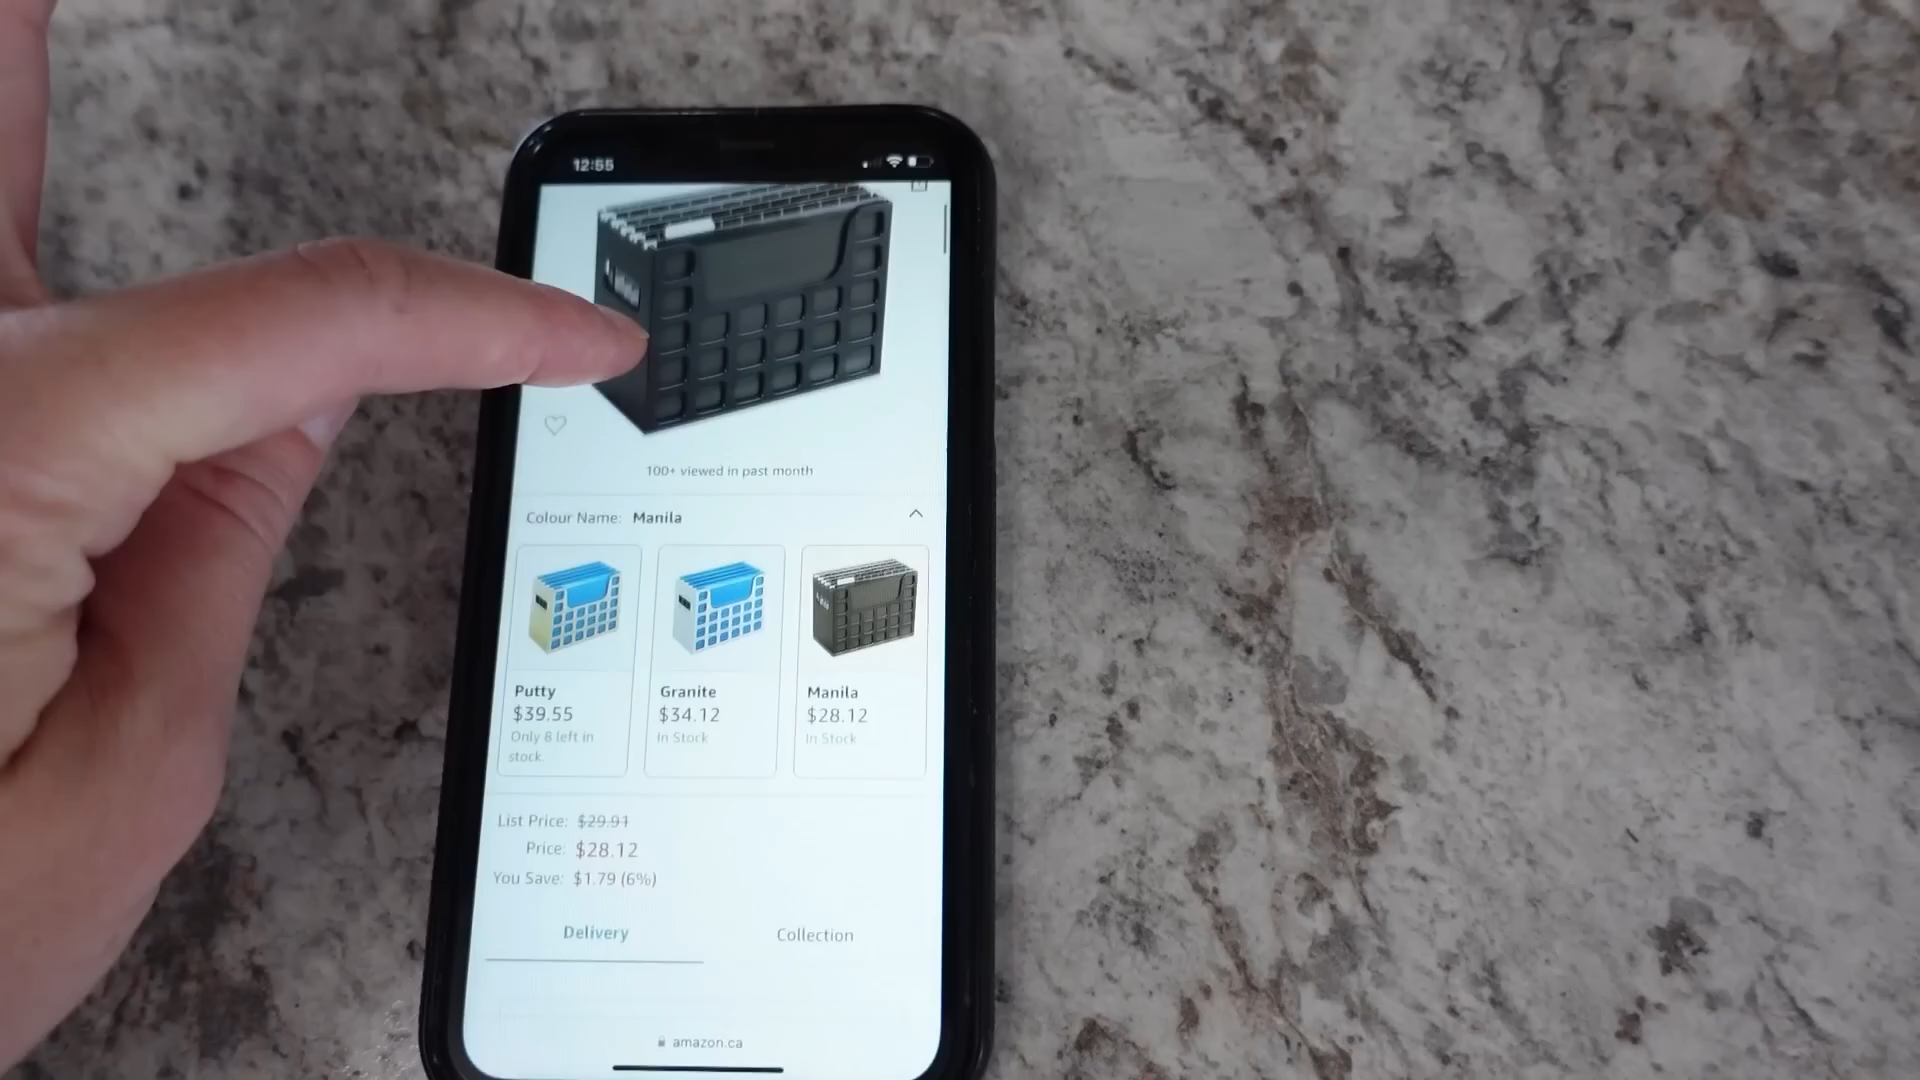 12:55
100+ viewed in past month
Colour Name: Manila
Putty
$39.55
Only 8 left in
stock.
Granite
$34.12
In Stock
Manila
$28.12
In Stock
List Price: $29.91
Price: $28.12
You Save: $1.79 (6%)
Delivery
Collection
amazon.ca